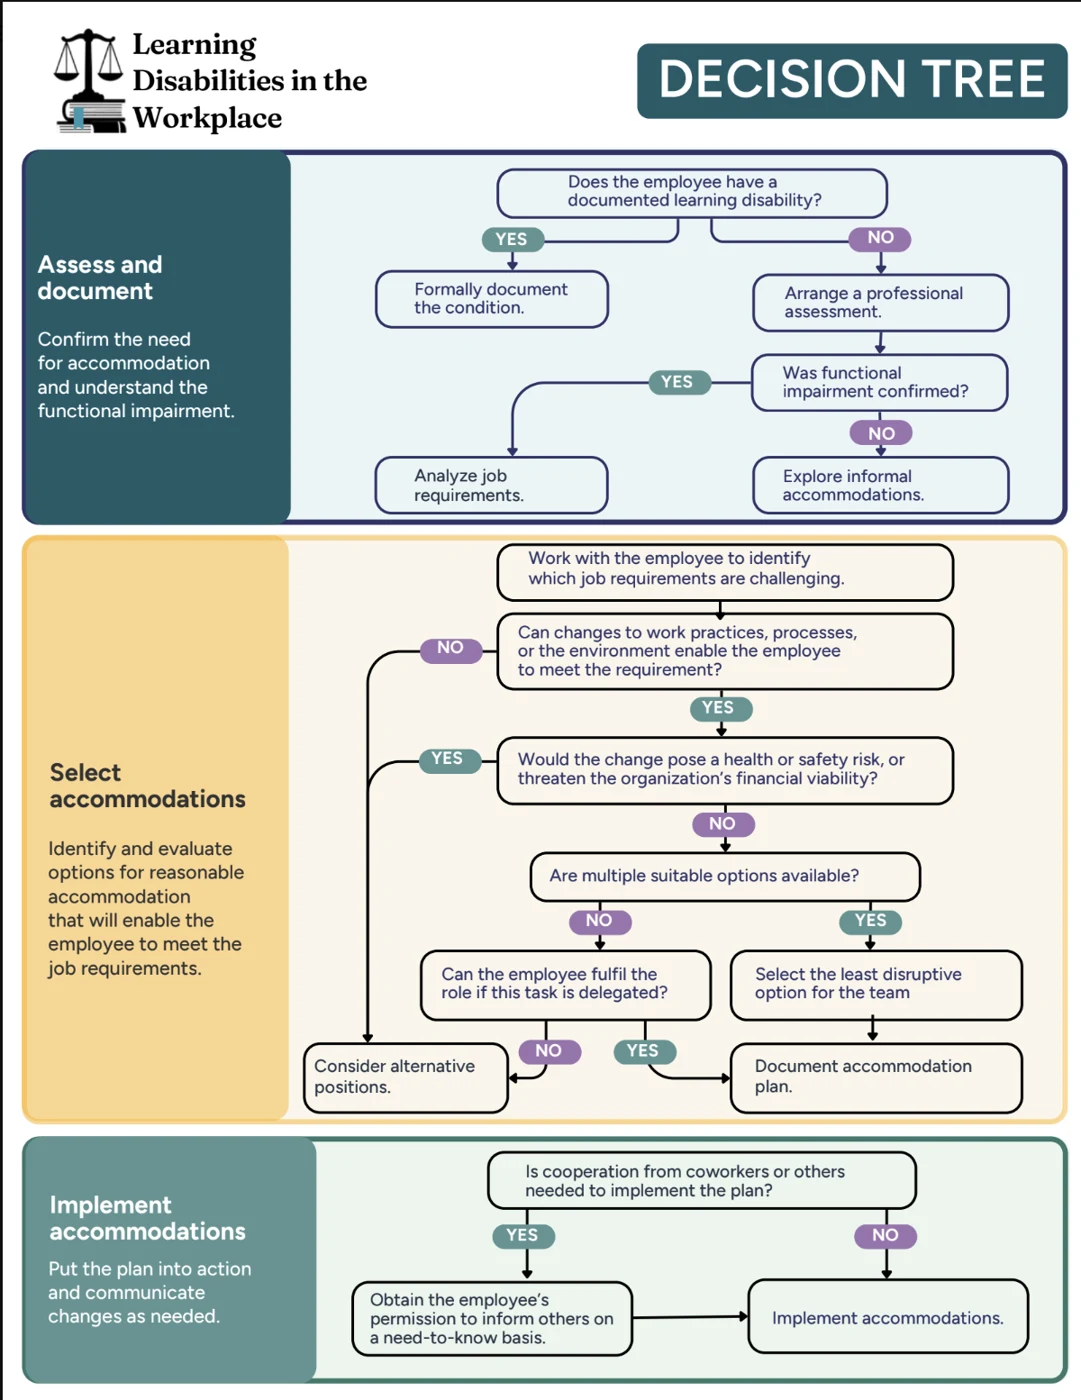 Learning
Disabilities in the
Workplace
DECISION TREE
Assess and
document
Confirm the need
for accommodation
and understand the
functional impairment.
Does the employee have a
documented learning disability?
YES
NO
Formally document
the condition.
Arrange a professional
assessment.
Was functional
impairment confirmed?
YES
NO
Analyze job
requirements.
Explore informal
accommodations.
Select
accommodations
Identify and evaluate
options for reasonable
accommodation
that will enable the
employee to meet the
job requirements.
Work with the employee to identify
which job requirements are challenging.
Can changes to work practices, processes,
or the environment enable the employee
to meet the requirement?
NO
YES
Would the change pose a health or safety risk, or
threaten the organization's financial viability?
YES
NO
Are multiple suitable options available?
NO
YES
Can the employee fulfil the
role if this task is delegated?
Select the least disruptive
option for the team
NO
YES
Consider alternative
positions.
Document accommodation
plan.
Implement
accommodations
Put the plan into action
and communicate
changes as needed.
Is cooperation from coworkers or others
needed to implement the plan?
YES
NO
Obtain the employee's
permission to inform others on
a need-to-know basis.
Implement accommodations.